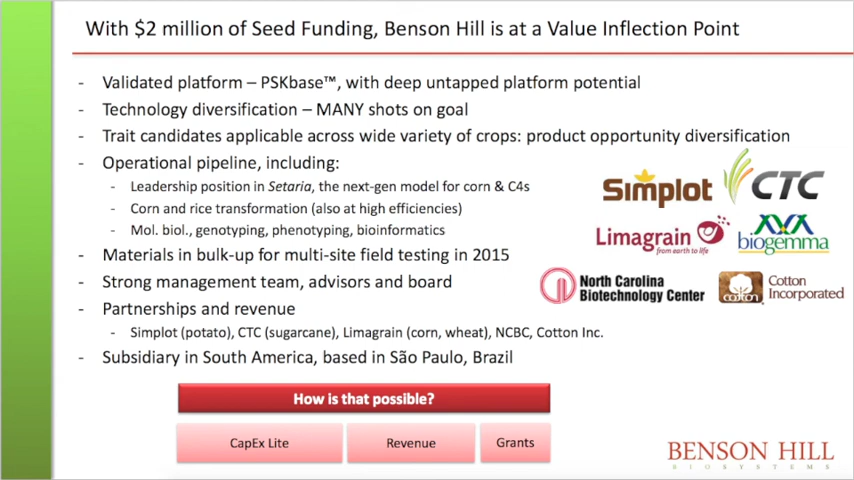 With $2 million of Seed Funding, Benson Hill is at a Value Inflection Point
- Validated platform – PSKbase™, with deep untapped platform potential
- Technology diversification – MANY shots on goal
- Trait candidates applicable across wide variety of crops: product opportunity diversification
- Operational pipeline, including:
- Leadership position in Setaria, the next-gen model for corn & C4s
- Corn and rice transformation (also at high efficiencies)
- Mol. biol., genotyping, phenotyping, bioinformatics
- Materials in bulk-up for multi-site field testing in 2015
- Strong management team, advisors and board
- Partnerships and revenue
- Simplot (potato), CTC (sugarcane), Limagrain (corn, wheat), NCBC, Cotton Inc.
- Subsidiary in South America, based in São Paulo, Brazil
Simplot
CTC
Limagrain
from earth to life
biogemma
North Carolina
Biotechnology Center
cotton
Cotton
Incorporated
How is that possible?
CapEx Lite
Revenue
Grants
BENSON HILL
BIOSYSTEMS